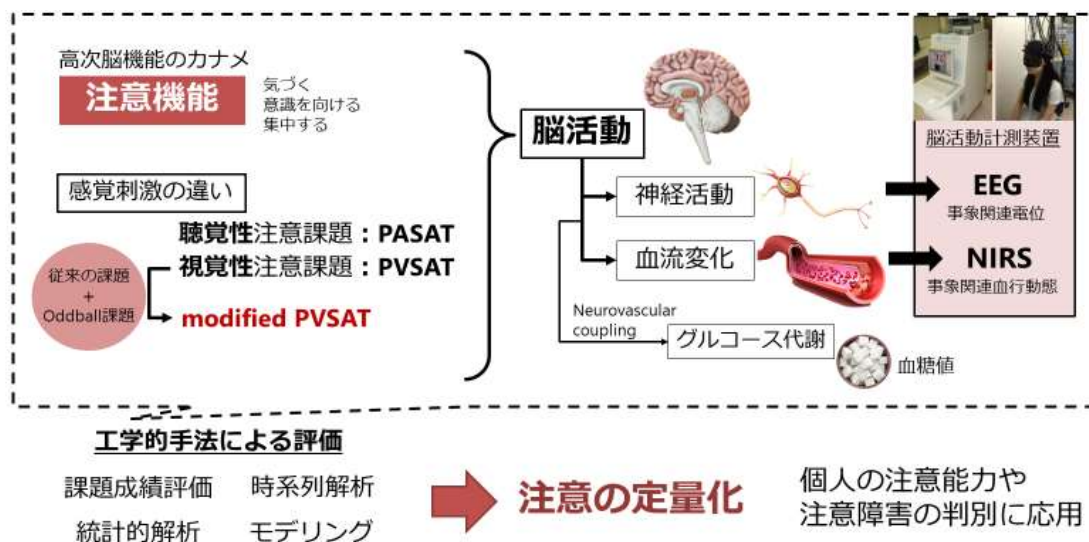 高次脳機能のカナメ
注意機能
気づく
意識を向ける
集中する
感覚刺激の違い
聴覚性注意課題：PASAT
視覚性注意課題：PVSAT
従来の課題
+
Oddball課題
modified PVSAT
脳活動
神経活動
血流変化
Neurovascular
coupling
グルコース代謝
血糖値
脳活動計測装置
EEG
事象関連電位
NIRS
事象関連血行動態
工学的手法による評価
課題成績評価 時系列解析
統計的解析 モデリング
注意の定量化
個人の注意能力や
注意障害の判別に応用